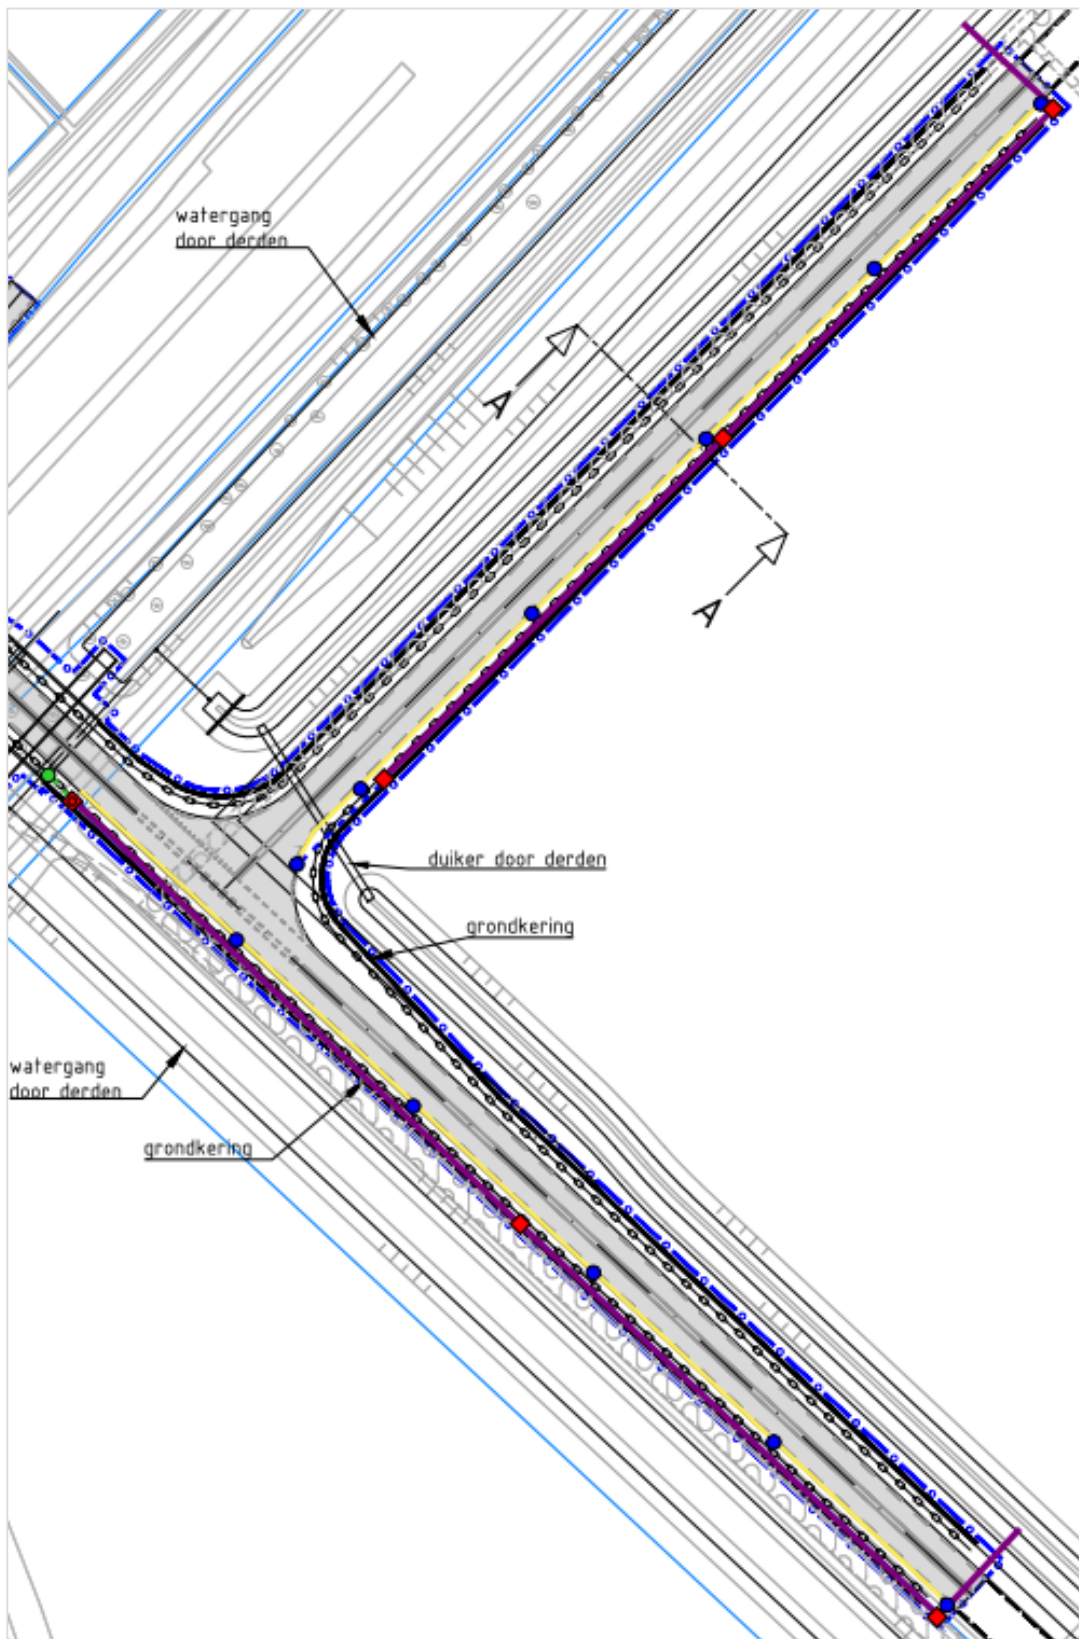 watergang
door derden
A
A
duiker door derden
grondkering
watergang
door derden
grondkering